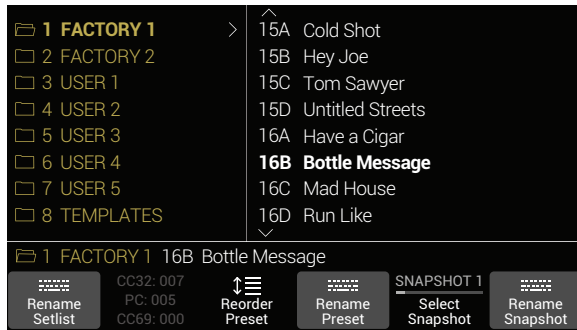 1 FACTORY 1 >
2 FACTORY 2
3 USER 1
4 USER 2
5 USER 3
6 USER 4
7 USER 5
8 TEMPLATES
15A Cold Shot
15B Hey Joe
15C Tom Sawyer
15D Untitled Streets
16A Have a Cigar
16B Bottle Message
16C Mad House
16D Run Like
1 FACTORY 1 16B Bottle Message
Rename
Setlist
CC32: 007
PC: 005
CC69: 000
Reorder
Preset
Rename
Preset
SNAPSHOT 1
Select
Snapshot
Rename
Snapshot